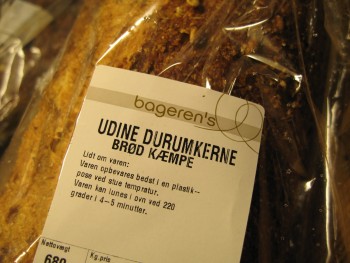 bageren's
UDINE DURUMKERNE
BRØD KÆMPE
Lidt om varen:
Varen opbevares bedst i en plastik-
pose ved stue tempratur.
Varen kan lunes i ovn ved 220
grader i 4-5 minutter.
Nettovægt
Kg.pris
680